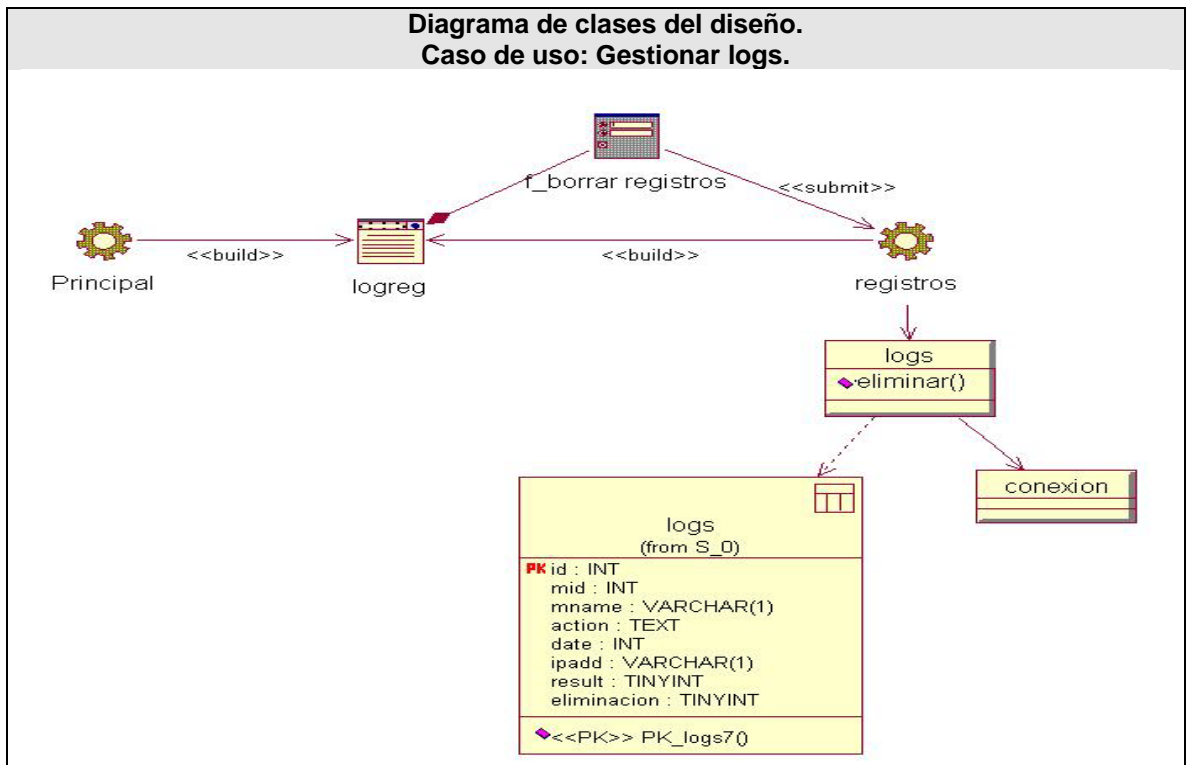 Diagrama de clases del diseño.
Caso de uso: Gestionar logs.
f_borrar registros
<<submit>>
<<build>>
<<build>>
Principal
logreg
registros
logs
eliminar()
conexion
logs
(from S_0)
PK id : INT
mid : INT
mname : VARCHAR(1)
action : TEXT
date : INT
ipadd : VARCHAR(1)
result : TINYINT
eliminacion : TINYINT
<<PK>> PK_logs7()